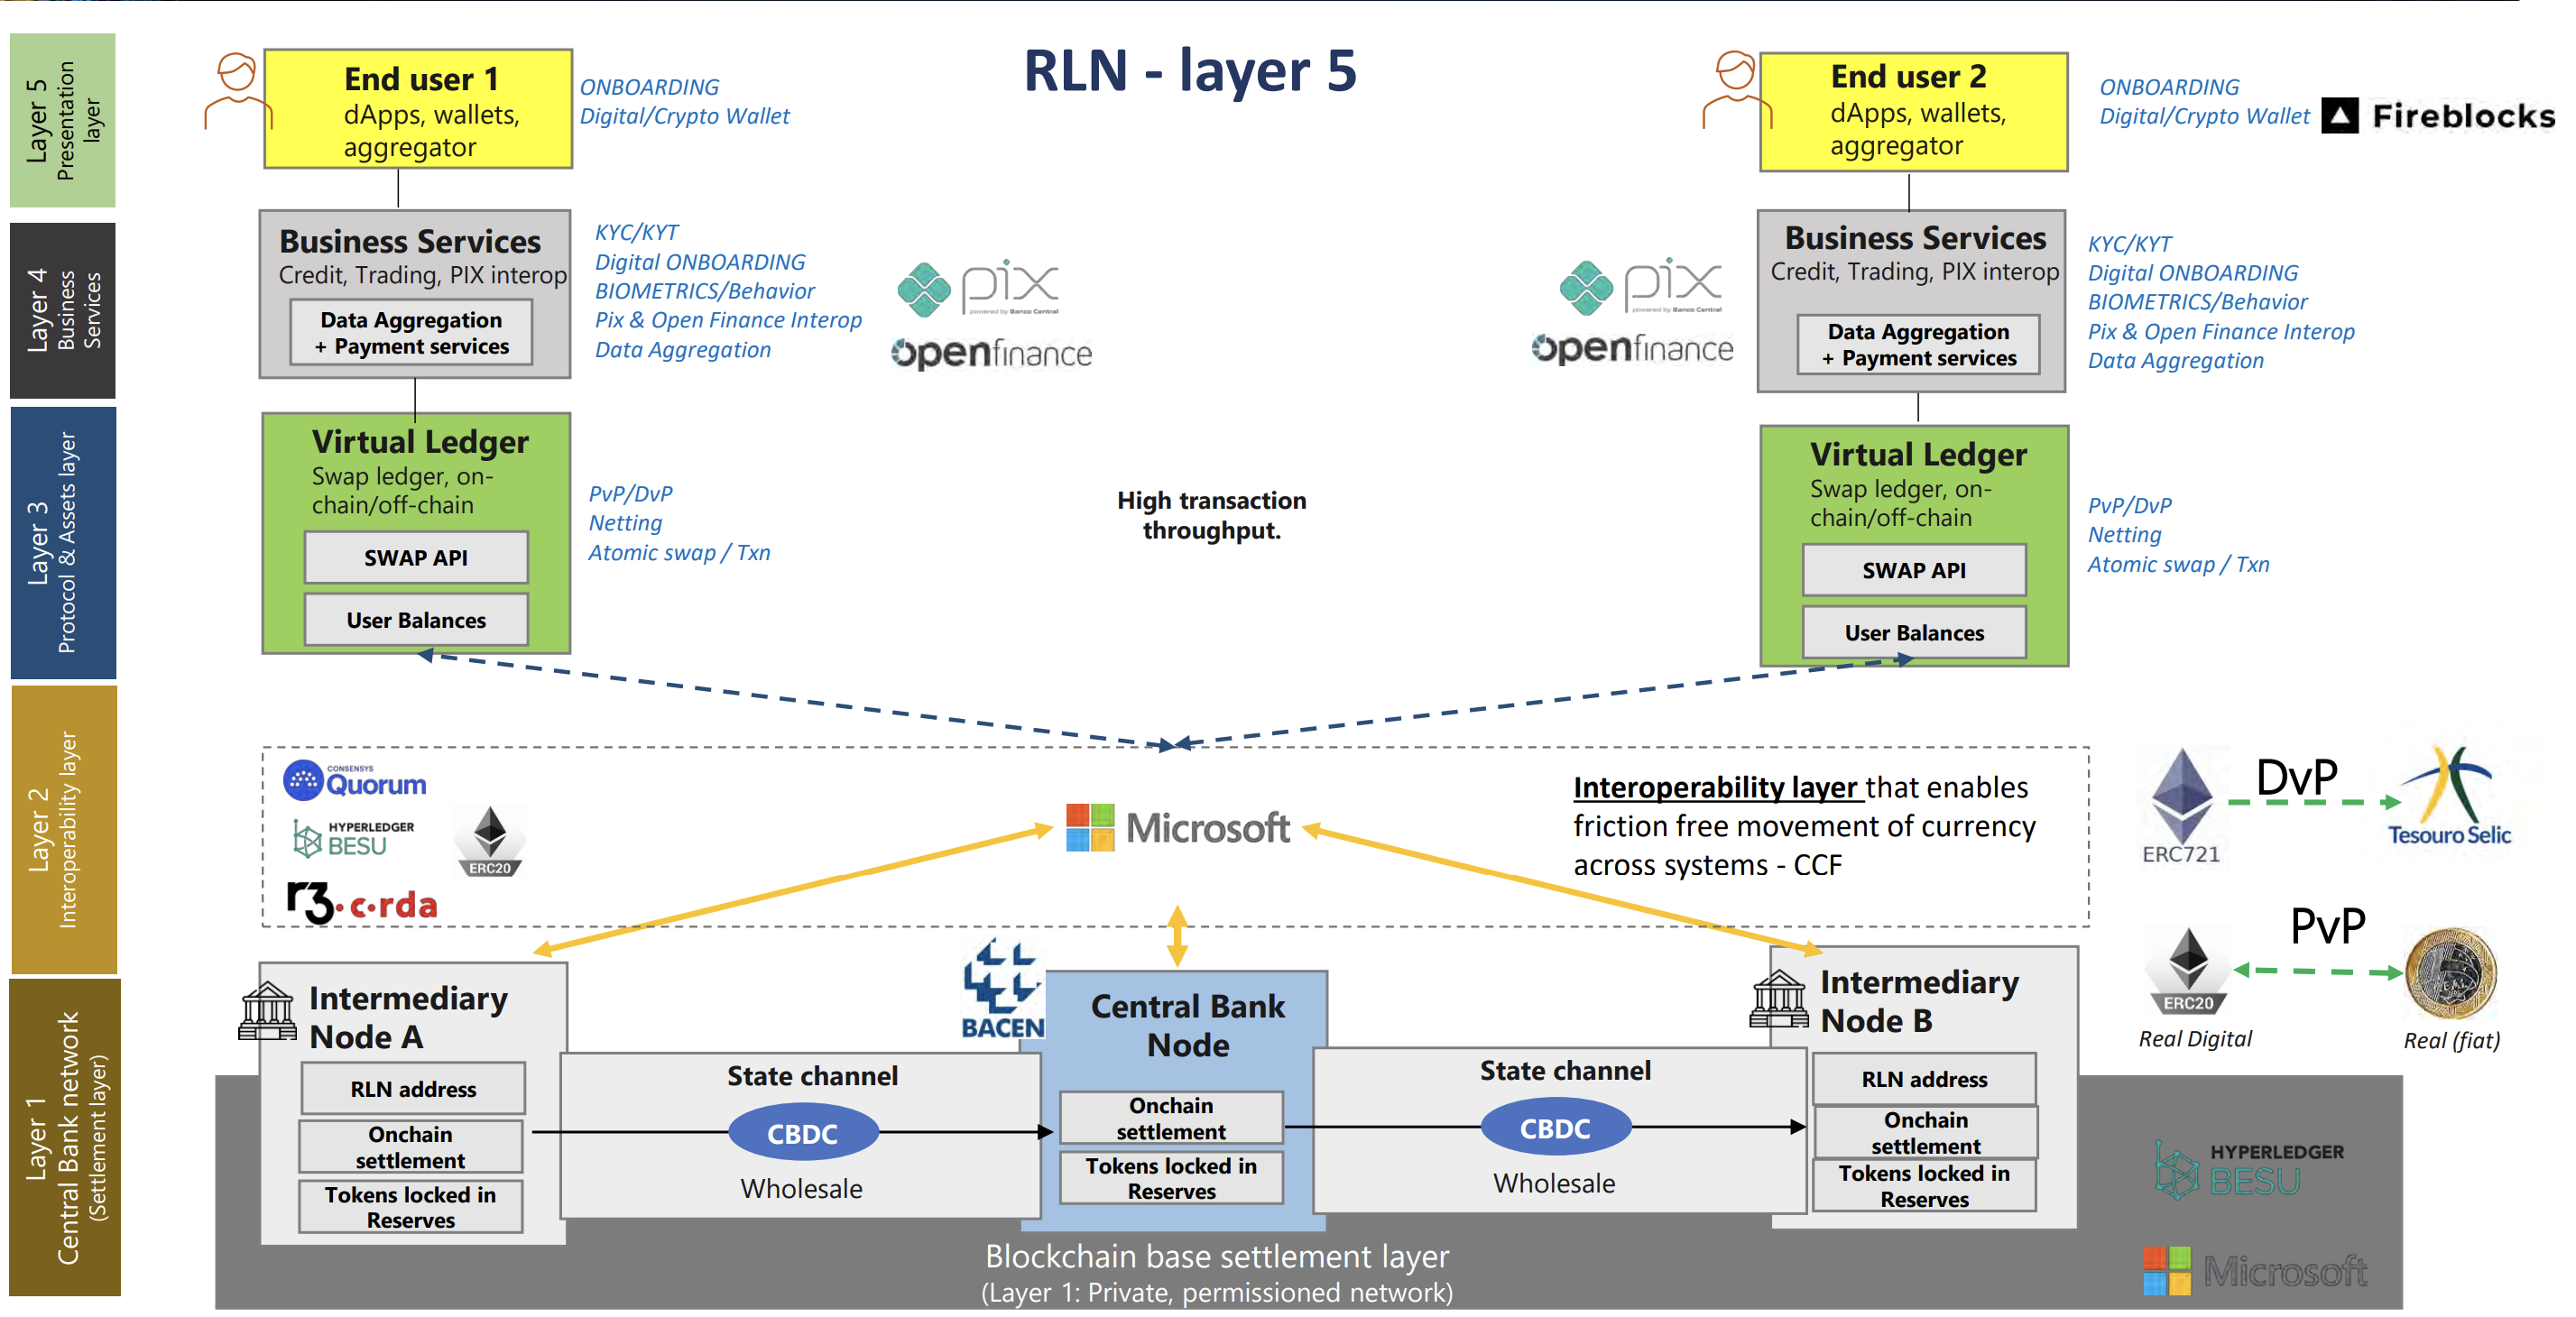 RLN - layer 5
Layer 5
Presentation
layer
End user 1
dApps, wallets,
aggregator
ONBOARDING
Digital/Crypto Wallet
End user 2
dApps, wallets,
aggregator
ONBOARDING
Digital/Crypto Wallet
Fireblocks
Layer 4
Business
Services
Business Services
Credit, Trading, PIX interop
Data Aggregation
+ Payment services
KYC/KYT
Digital ONBOARDING
BIOMETRICS/Behavior
Pix & Open Finance Interop
Data Aggregation
pix
powered by Banco Central
openfinance
pix
powered by Banco Central
openfinance
Business Services
Credit, Trading, PIX interop
Data Aggregation
+ Payment services
KYC/KYT
Digital ONBOARDING
BIOMETRICS/Behavior
Pix & Open Finance Interop
Data Aggregation
Layer 3
Protocol & Assets layer
Virtual Ledger
Swap ledger, on-
chain/off-chain
SWAP API
User Balances
PvP/DvP
Netting
Atomic swap / Txn
High transaction
throughput.
Virtual Ledger
Swap ledger, on-
chain/off-chain
SWAP API
User Balances
PvP/DvP
Netting
Atomic swap / Txn
Layer 2
Interoperability layer
CONSENSYS
Quorum
HYPERLEDGER
BESU
ERC20
r3.c.rda
Microsoft
Interoperability layer that enables
friction free movement of currency
across systems - CCF
ERC721
DvP
Tesouro Selic
PvP
ERC20
REAL
Real Digital
Real (fiat)
Layer 1
Central Bank network
(Settlement layer)
Intermediary
Node A
RLN address
Onchain
settlement
Tokens locked in
Reserves
State channel
CBDC
Wholesale
BACEN
Central Bank
Node
Onchain
settlement
Tokens locked in
Reserves
State channel
CBDC
Wholesale
Intermediary
Node B
RLN address
Onchain
settlement
Tokens locked in
Reserves
HYPERLEDGER
BESU
Microsoft
Blockchain base settlement layer
(Layer 1: Private, permissioned network)